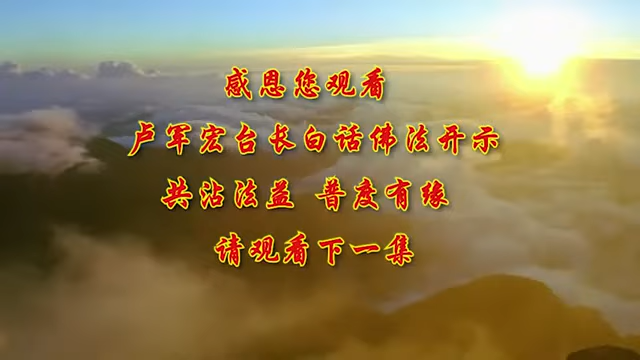 感恩您观看
卢军宏台长白话佛法开示
共沾法益 普度有缘
请观看下一集